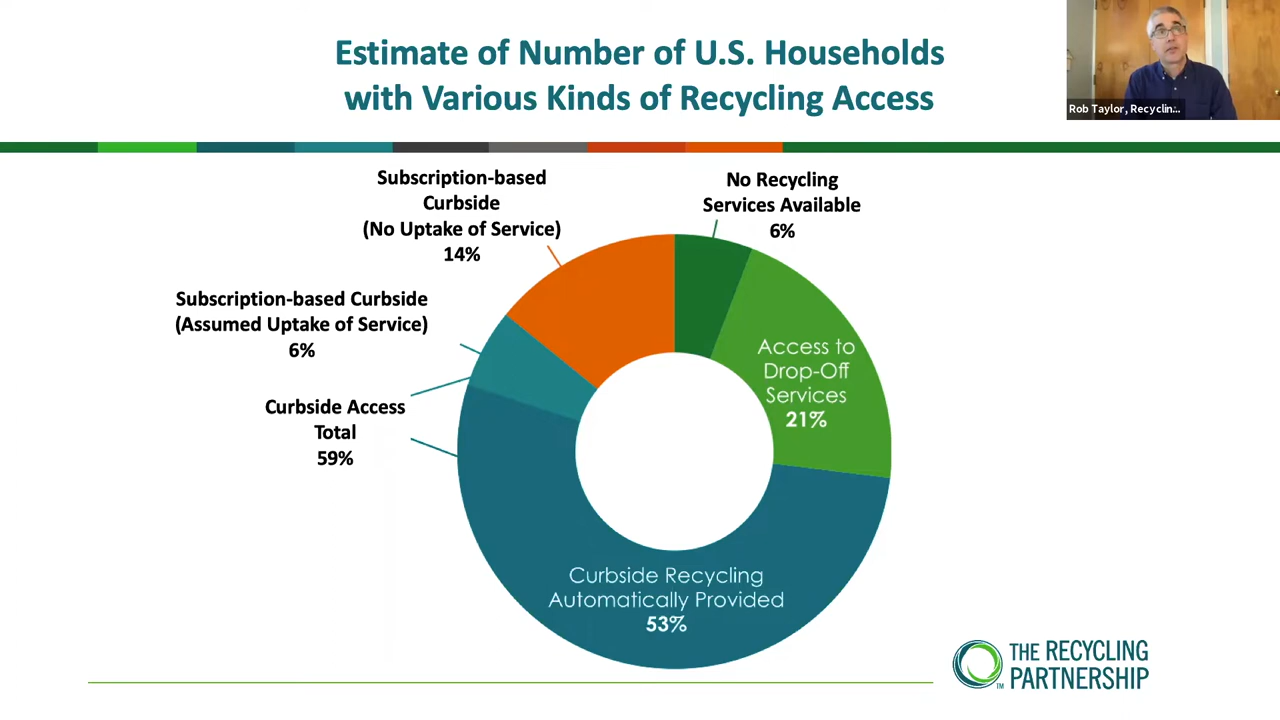 Estimate of Number of U.S. Households
with Various Kinds of Recycling Access
Rob Taylor, Recyclin...
Subscription-based
Curbside
(No Uptake of Service)
14%
No Recycling
Services Available
6%
Subscription-based Curbside
(Assumed Uptake of Service)
6%
Access to
Drop-Off
Services
21%
Curbside Access
Total
59%
Curbside Recycling
Automatically Provided
53%
THE RECYCLING
PARTNERSHIP
TM